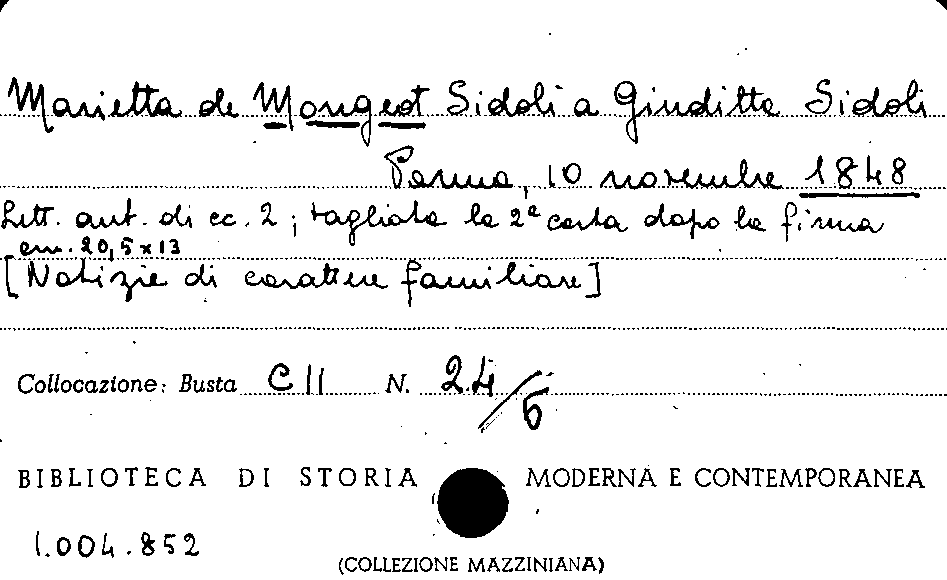 Marietta de Mongeot Sidoli a Giuditta Sidoli
Parma, 10 novembre 1848
Lett. aut. di cc. 2; tagliata la 2ª carta dopo la firma
cm. 20,5 x 13
[Notizie di carattere familiare]
Collocazione: Busta C II N. 24/6
BIBLIOTECA DI STORIA MODERNA E CONTEMPORANEA
1.004.852
(COLLEZIONE MAZZINIANA)